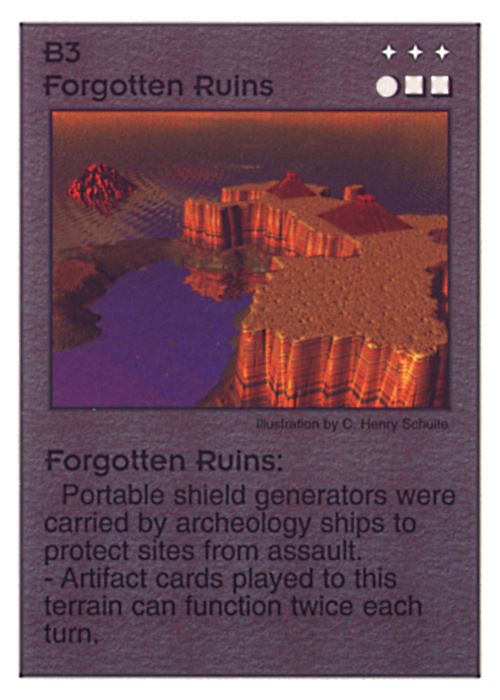 B3
Forgotten Ruins
Illustration by C. Henry Schulte
Forgotten Ruins:
Portable shield generators were
carried by archeology ships to
protect sites from assault.
- Artifact cards played to this
terrain can function twice each
turn.